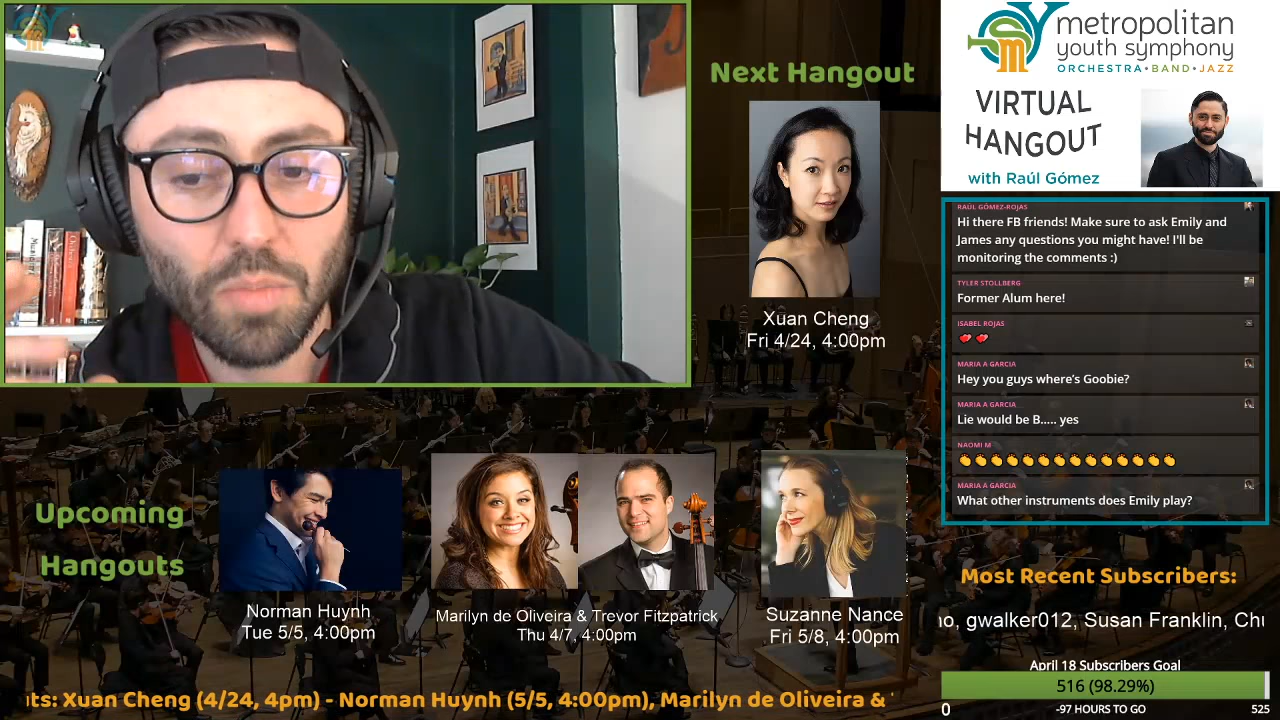 Next Hangout
Xuan Cheng
Fri 4/24, 4:00pm
metropolitan
youth symphony
ORCHESTRA•BAND•JAZZ
VIRTUAL
HANGOUT
with Raúl Gómez
RAÚL GÓMEZ-ROJAS
Hi there FB friends! Make sure to ask Emily and
James any questions you might have! I'll be
monitoring the comments :)
TYLER STOLLBERG
Former Alum here!
ISABEL ROJAS
MARIA A GARCIA
Hey you guys where's Goobie?
MARIA A GARCIA
Lie would be B..... yes
NAOMI M
MARIA A GARCIA
What other instruments does Emily play?
Upcoming
Hangouts
Norman Huynh
Tue 5/5, 4:00pm
Marilyn de Oliveira & Trevor Fitzpatrick
Thu 4/7, 4:00pm
Suzanne Nance
Fri 5/8, 4:00pm
Most Recent Subscribers:
gwalker012, Susan Franklin,
April 18 Subscribers Goal
516 (98.29%)
0
-97 HOURS TO GO
525
Xuan Cheng (4/24, 4pm) - Norman Huynh (5/5, 4:00pm), Marilyn de Oliveira &